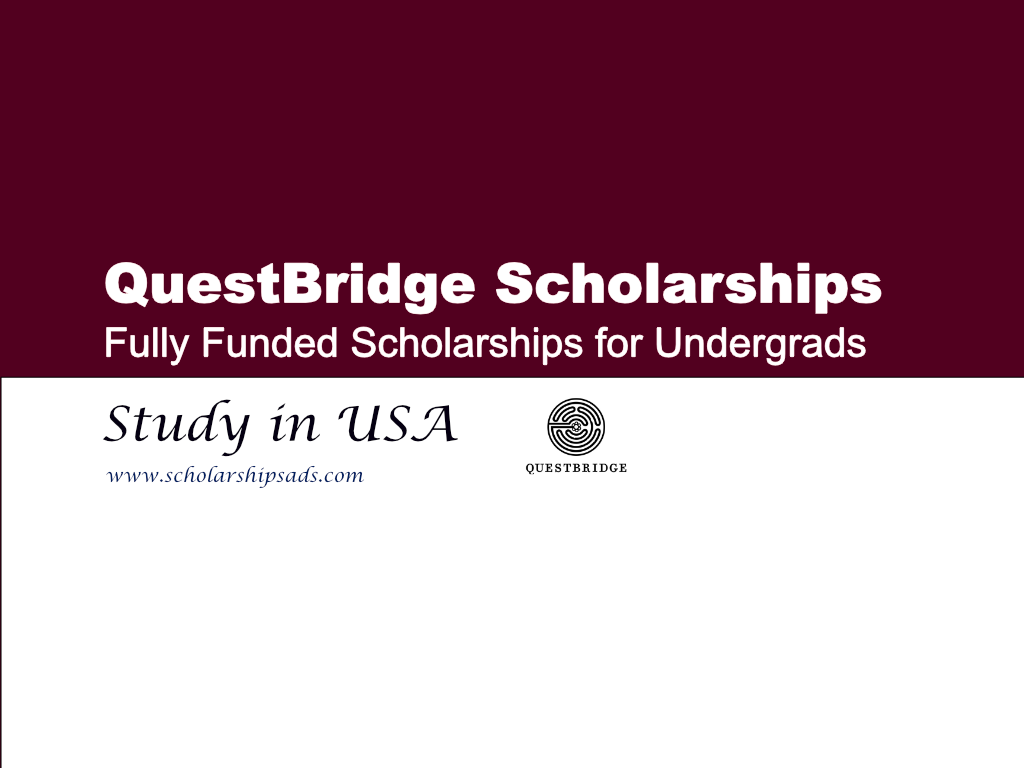 QuestBridge Scholarships
Fully Funded Scholarships for Undergrads
Study in USA
www.scholarshipsads.com
QUESTBRIDGE